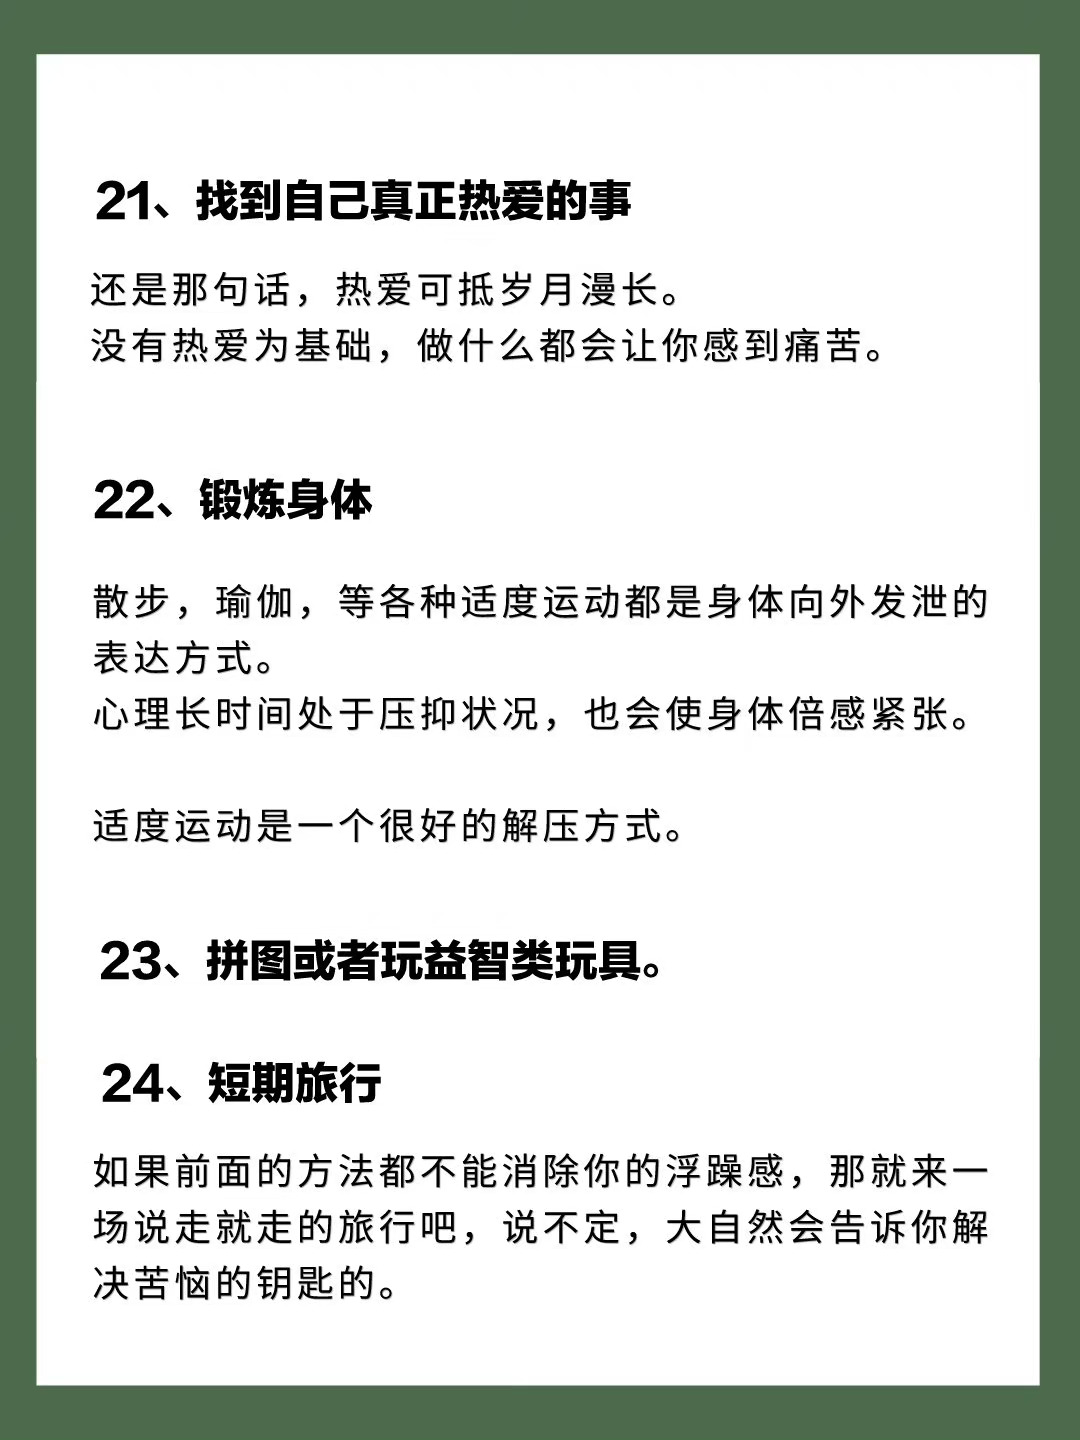 21、找到自己真正热爱的事
还是那句话，热爱可抵岁月漫长。
没有热爱为基础，做什么都会让你感到痛苦。
22、锻炼身体
散步，瑜伽，等各种适度运动都是身体向外发泄的
表达方式。
心理长时间处于压抑状况，也会使身体倍感紧张。
适度运动是一个很好的解压方式。
23、拼图或者玩益智类玩具。
24、短期旅行
如果前面的方法都不能消除你的浮躁感，那就来一
场说走就走的旅行吧，说不定，大自然会告诉你解
决苦恼的钥匙的。